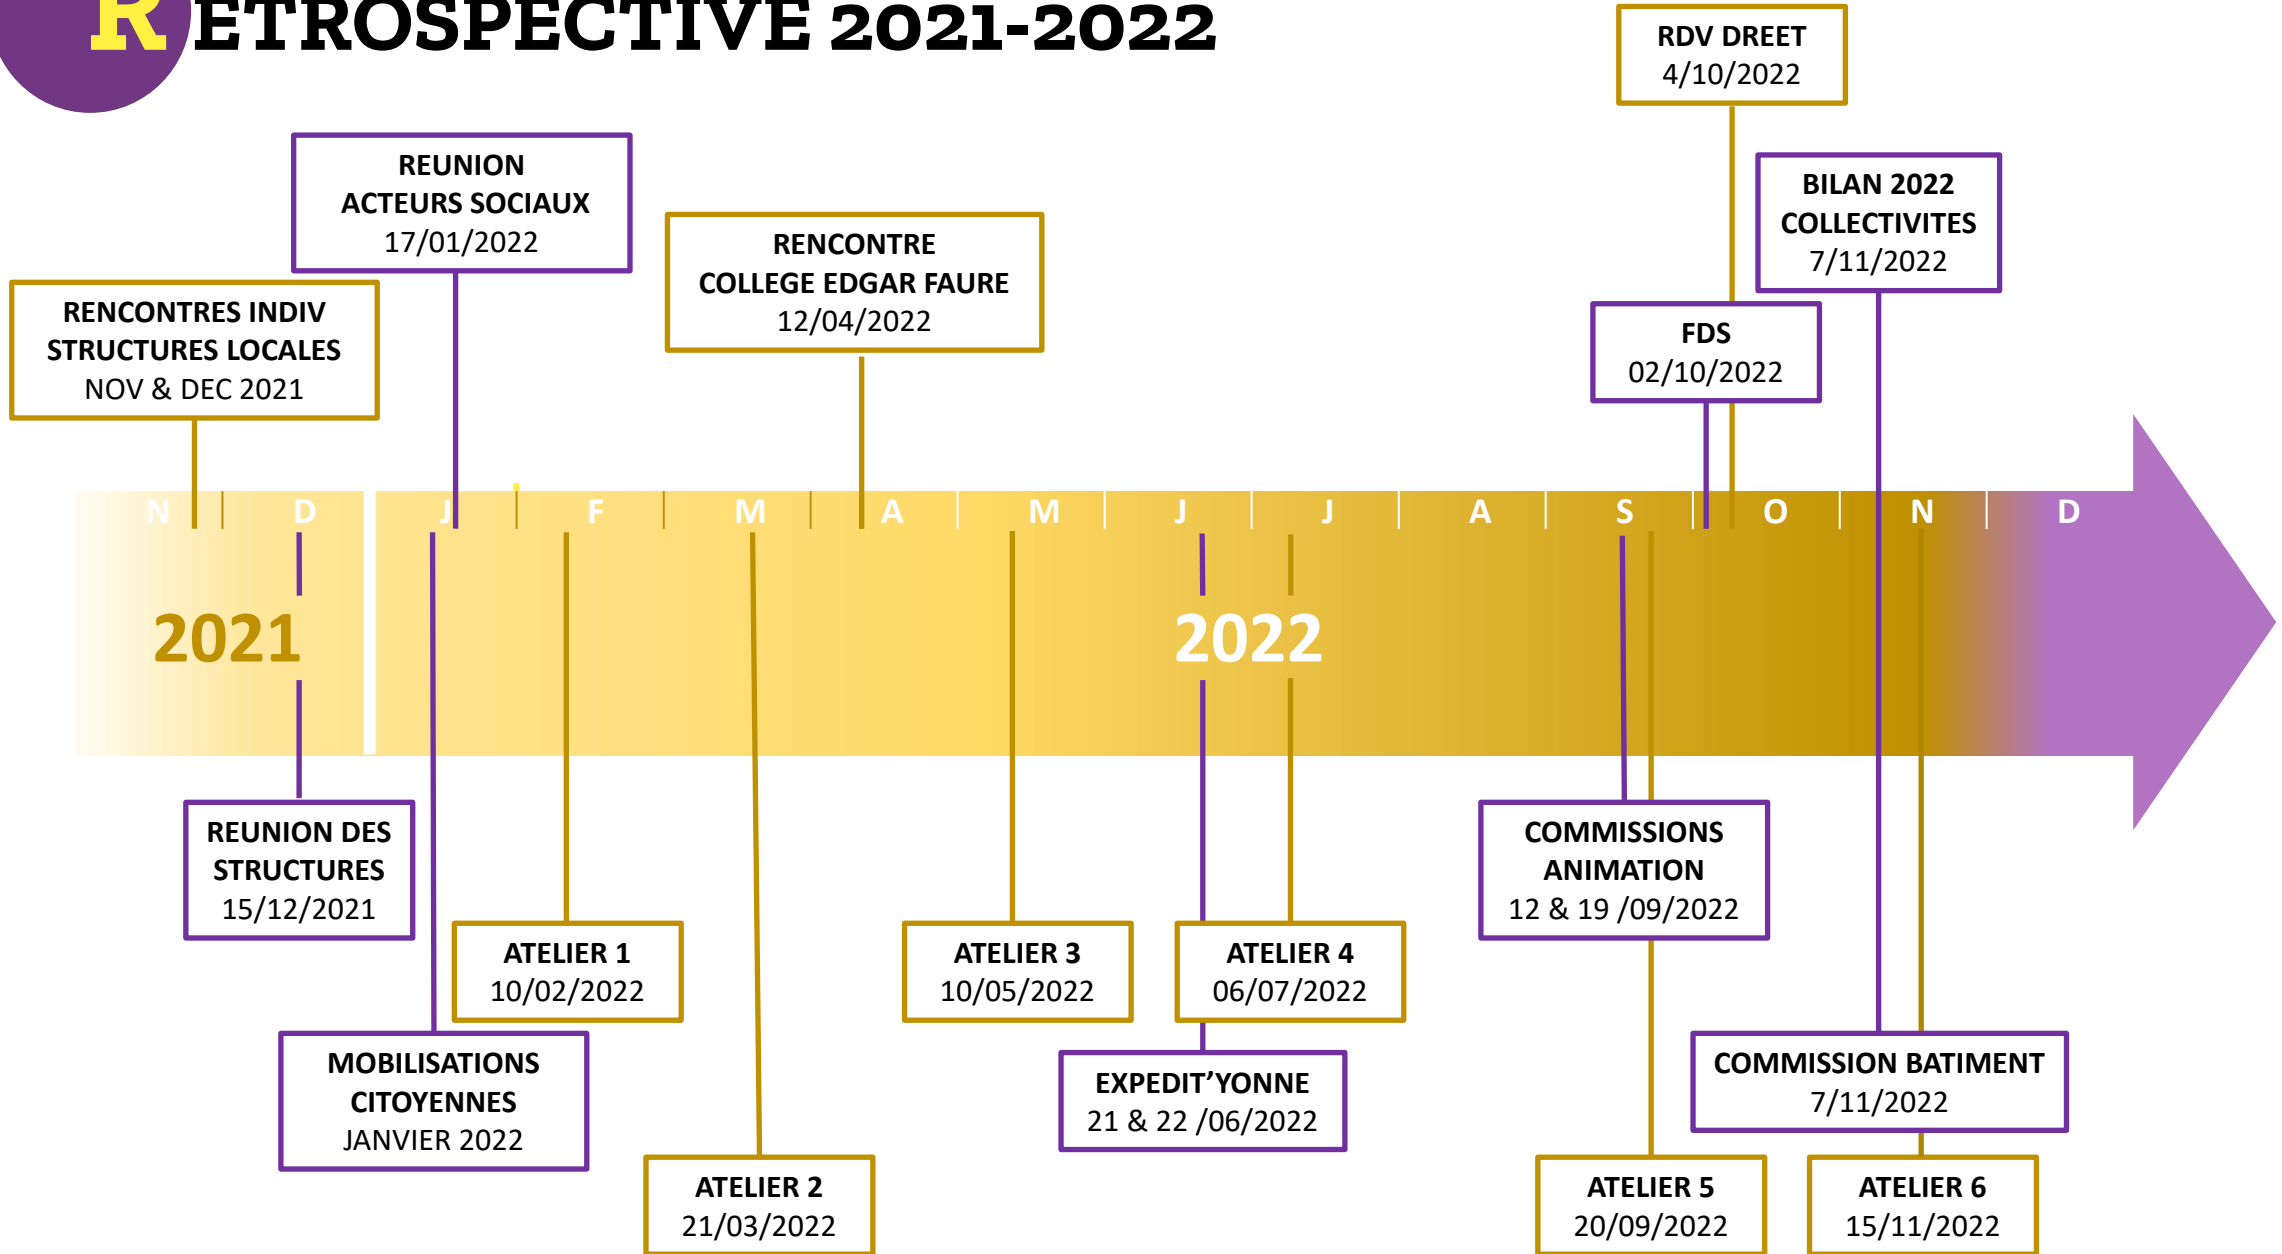 RETROSPECTIVE 2021-2022
RDV DREET
4/10/2022
REUNION
ACTEURS SOCIAUX
17/01/2022
BILAN 2022
COLLECTIVITES
7/11/2022
RENCONTRE
COLLEGE EDGAR FAURE
12/04/2022
RENCONTRES INDIV
STRUCTURES LOCALES
NOV & DEC 2021
FDS
02/10/2022
N D J F M A M J J A S O N D
2021
2022
REUNION DES
STRUCTURES
15/12/2021
COMMISSIONS
ANIMATION
12 & 19 /09/2022
ATELIER 1
10/02/2022
ATELIER 3
10/05/2022
ATELIER 4
06/07/2022
MOBILISATIONS
CITOYENNES
JANVIER 2022
EXPEDIT’YONNE
21 & 22 /06/2022
COMMISSION BATIMENT
7/11/2022
ATELIER 2
21/03/2022
ATELIER 5
20/09/2022
ATELIER 6
15/11/2022